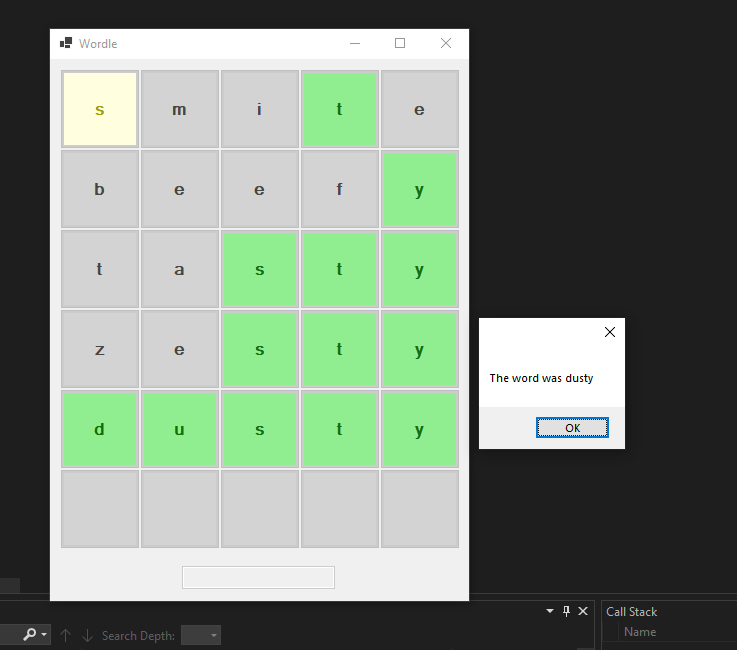 Wordle
s m i t e
b e e f y
t a s t y
z e s t y
d u s t y
The word was dusty
OK
Call Stack
Search Depth:
Name